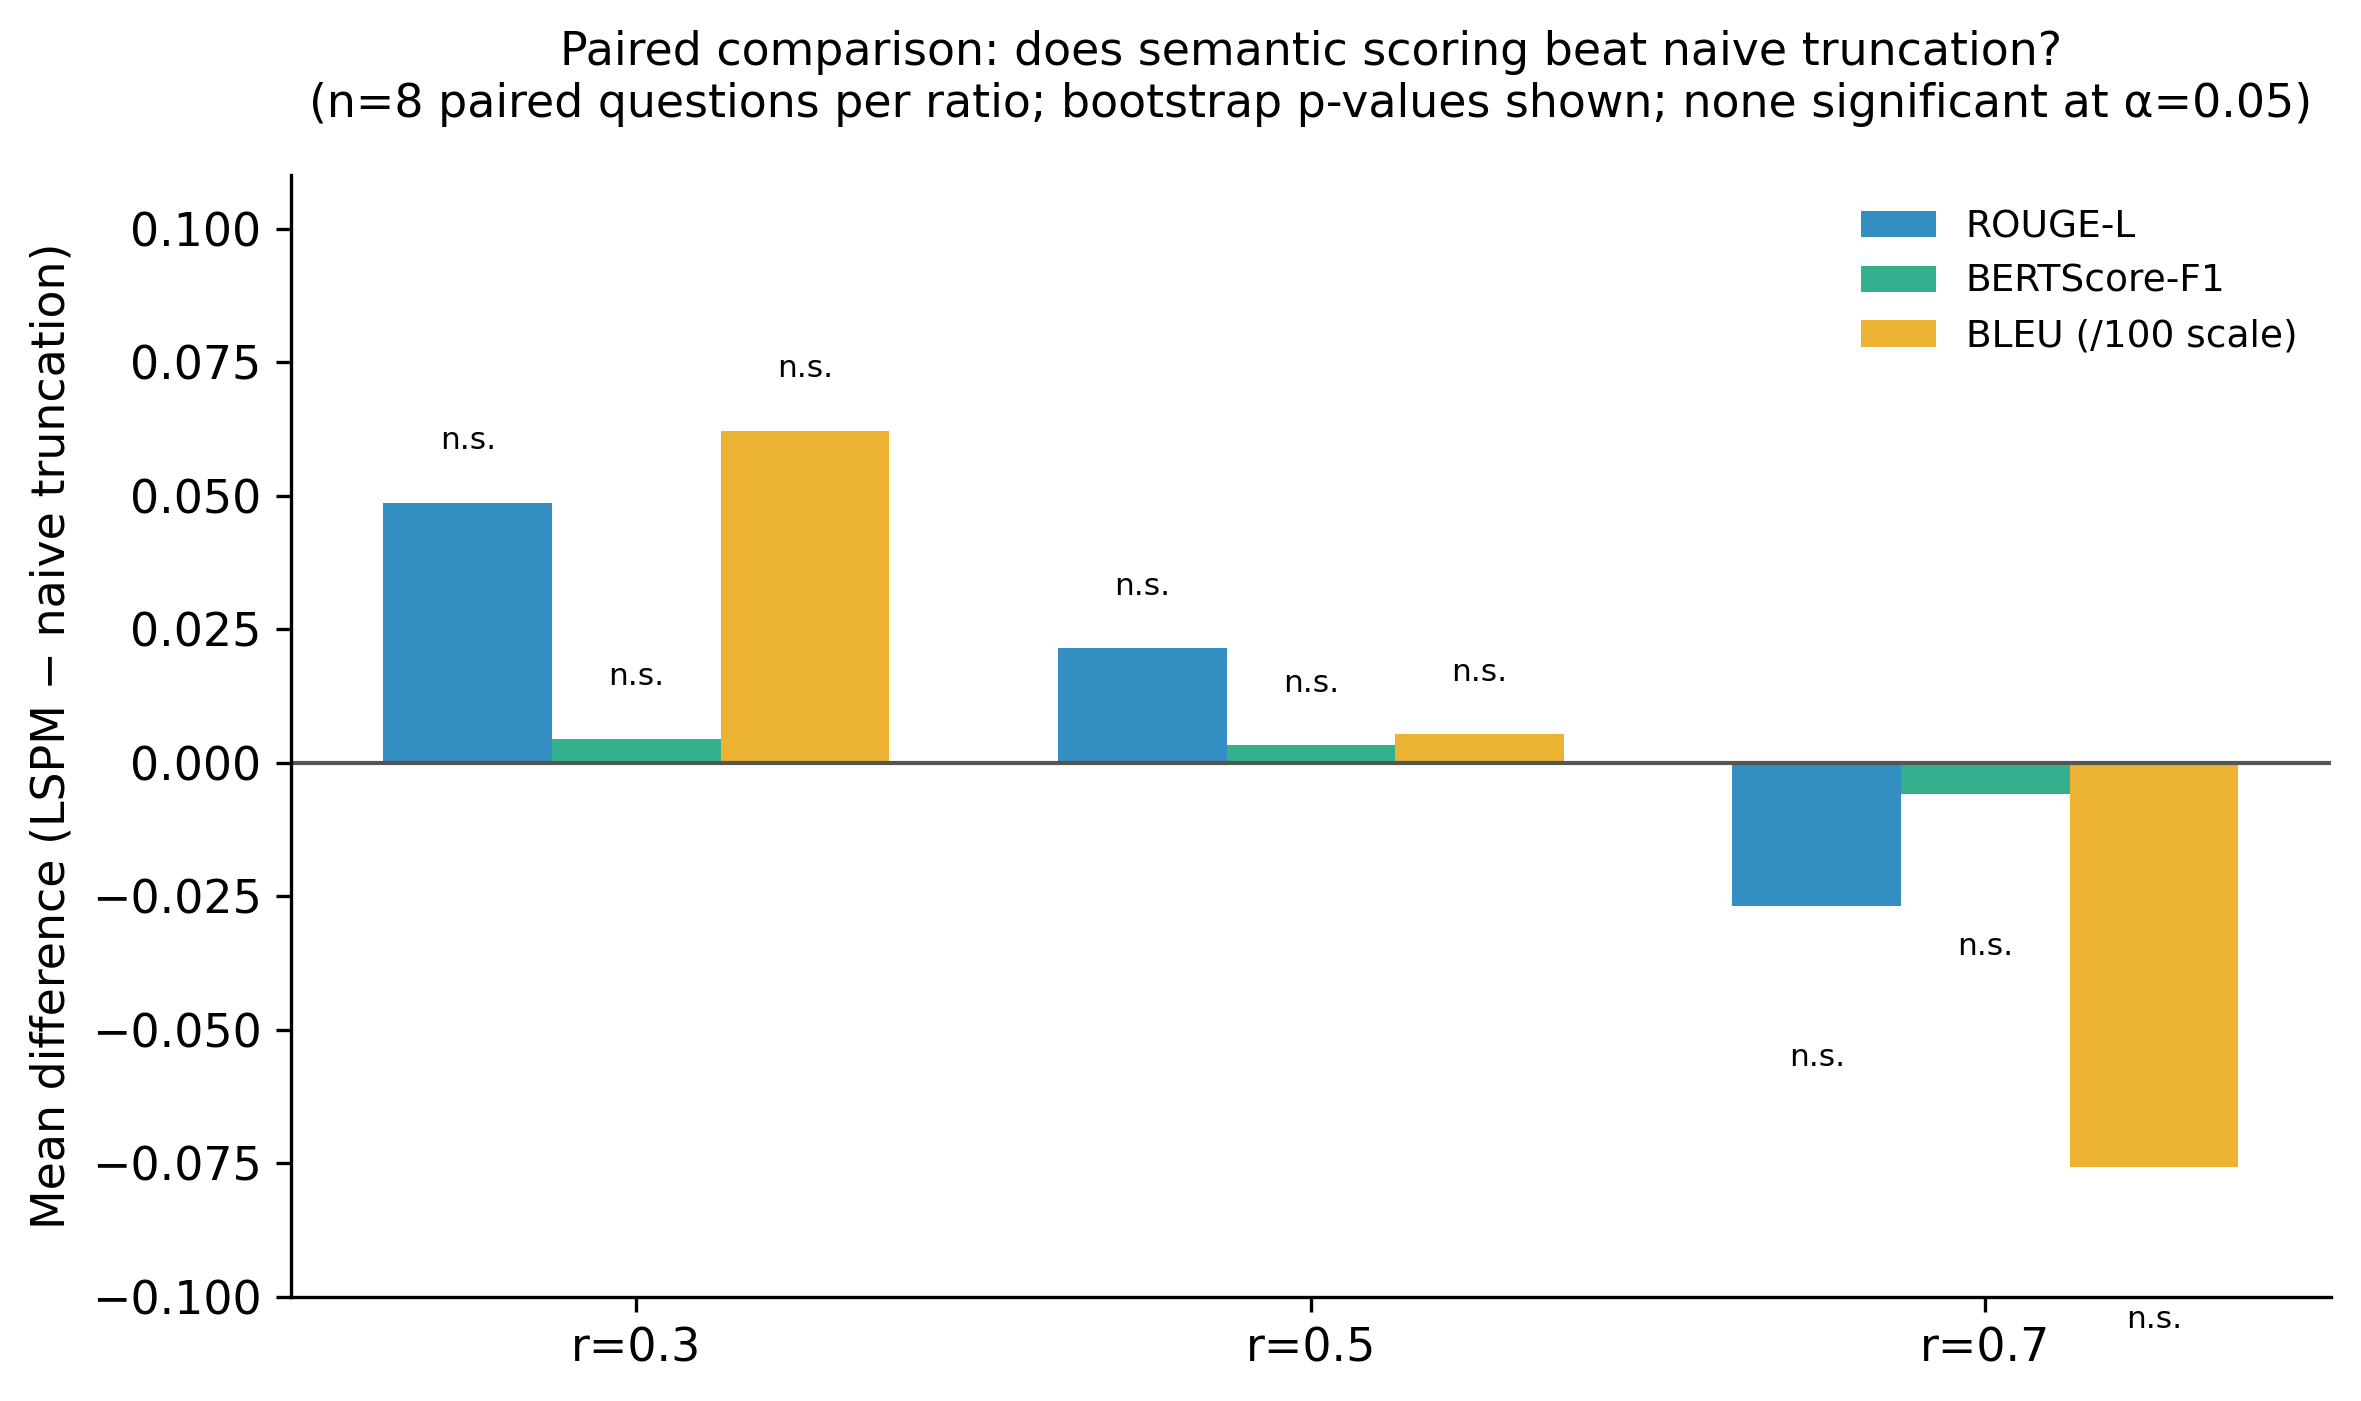 Paired comparison: does semantic scoring beat naive truncation?
(n=8 paired questions per ratio; bootstrap p-values shown; none significant at α=0.05)
Mean difference (LSPM − naive truncation)
0.100
0.075
0.050
0.025
0.000
−0.025
−0.050
−0.075
−0.100
ROUGE-L
BERTScore-F1
BLEU (/100 scale)
n.s.
n.s.
n.s.
n.s.
n.s.
n.s.
n.s.
n.s.
n.s.
r=0.3
r=0.5
r=0.7